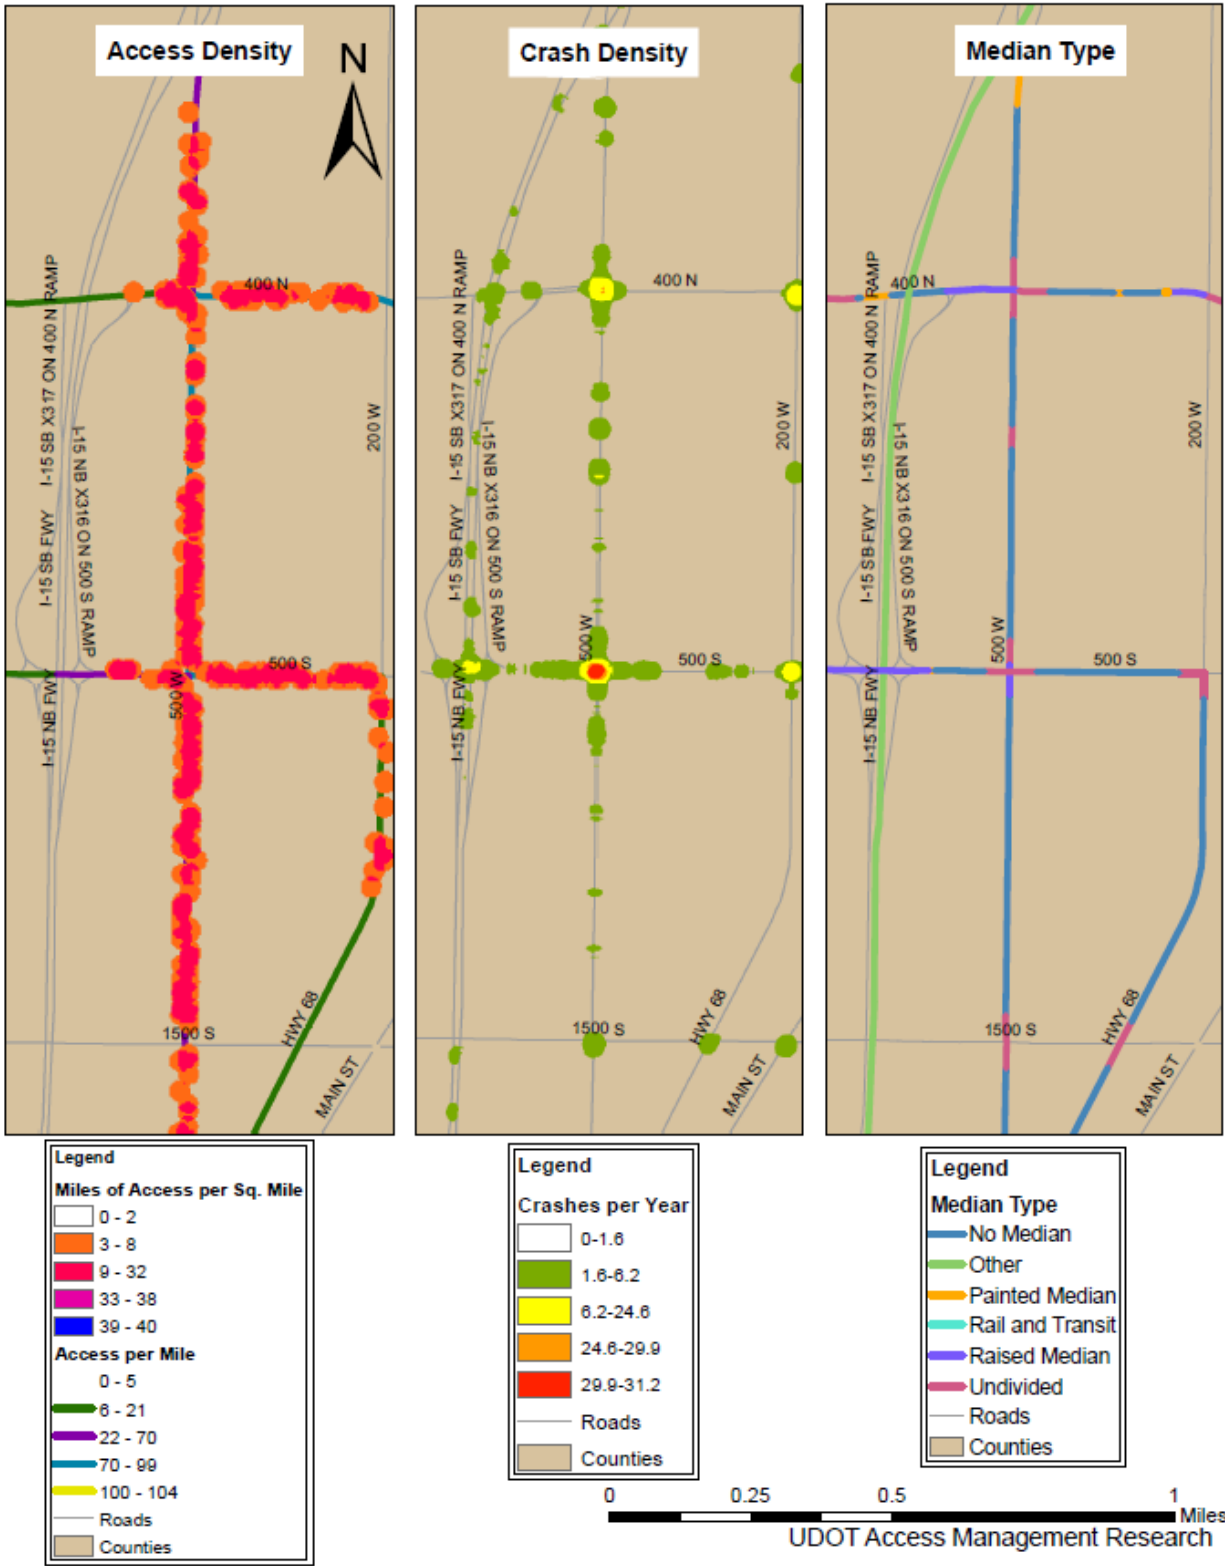 Access Density
N
400 N
I-15 SB X317 ON 400 N RAMP
200 W
I-15 NB X316 ON 500 S RAMP
I-15 SB FWY
500 S
500 W
I-15 NB FWY
1500 S
HWY 68
MAIN ST
Crash Density
400 N
I-15 SB X317 ON 400 N RAMP
200 W
I-15 NB X316 ON 500 S RAMP
I-15 SB FWY
500 W
500 S
I-15 NB FWY
1500 S
HWY 68
MAIN ST
Median Type
400 N
I-15 SB X317 ON 400 N RAMP
200 W
I-15 NB X316 ON 500 S RAMP
I-15 SB FWY
500 W
500 S
I-15 NB FWY
1500 S
HWY 68
MAIN ST
Legend
Miles of Access per Sq. Mile
0 - 2
3 - 8
9 - 32
33 - 38
39 - 40
Access per Mile
0 - 5
6 - 21
22 - 70
70 - 99
100 - 104
Roads
Counties
Legend
Crashes per Year
0-1.6
1.6-6.2
6.2-24.6
24.6-29.9
29.9-31.2
Roads
Counties
Legend
Median Type
No Median
Other
Painted Median
Rail and Transit
Raised Median
Undivided
Roads
Counties
0 0.25 0.5 1
Miles
UDOT Access Management Research